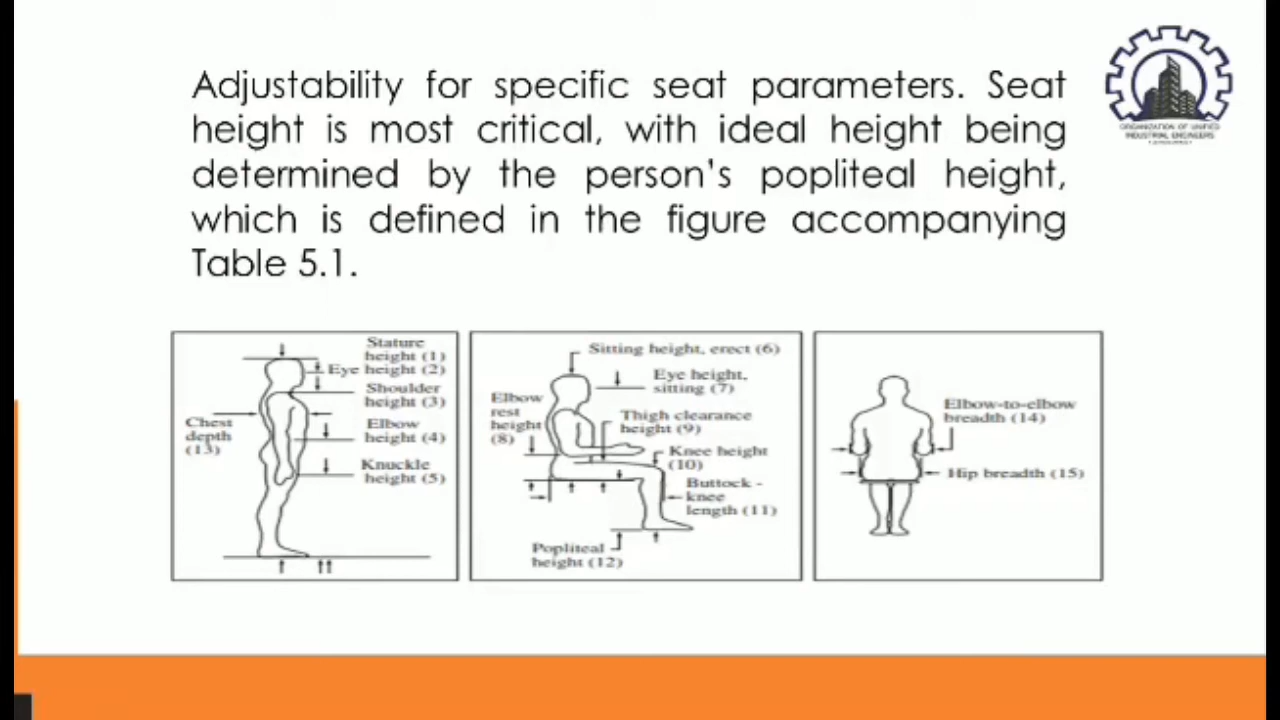 Adjustability for specific seat parameters. Seat
height is most critical, with ideal height being
determined by the person's popliteal height,
which is defined in the figure accompanying
Table 5.1.
ORGANIZATION OF UNIFIED
INDUSTRIAL ENGINEERS
Stature
height (1)
Eye height (2)
Shoulder
height (3)
Chest
depth
(13)
Elbow
height (4)
Knuckle
height (5)
Sitting height, erect (6)
Eye height,
sitting (7)
Elbow
rest
height
(8)
Thigh clearance
height (9)
Knee height
(10)
Buttock -
knee
length (11)
Popliteal
height (12)
Elbow-to-elbow
breadth (14)
Hip breadth (15)